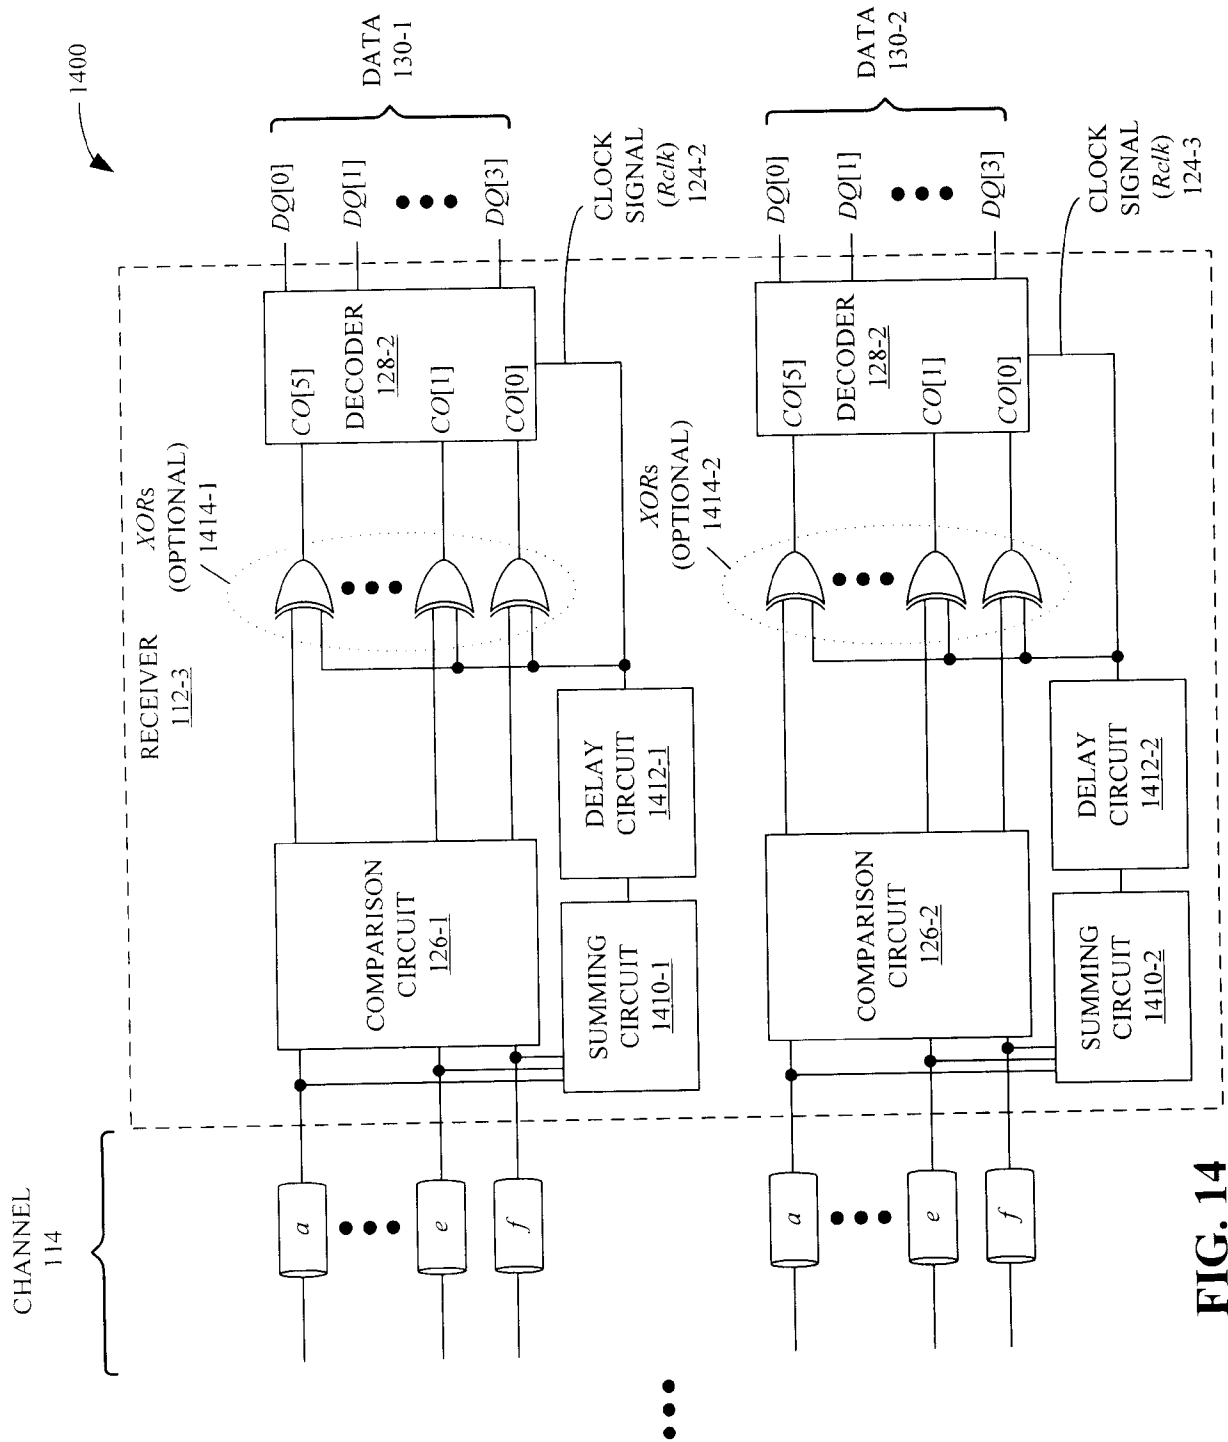 1400
CHANNEL
114
RECEIVER
112-3
XORs
(OPTIONAL)
1414-1
a
e
f
COMPARISON
CIRCUIT
126-1
SUMMING
CIRCUIT
1410-1
DELAY
CIRCUIT
1412-1
CO[5]
DECODER
128-2
CO[1]
CO[0]
DQ[0]
DQ[1]
DQ[3]
DATA
130-1
CLOCK
SIGNAL
(Rclk)
124-2
XORs
(OPTIONAL)
1414-2
a
e
f
COMPARISON
CIRCUIT
126-2
SUMMING
CIRCUIT
1410-2
DELAY
CIRCUIT
1412-2
CO[5]
DECODER
128-2
CO[1]
CO[0]
DQ[0]
DQ[1]
DQ[3]
DATA
130-2
CLOCK
SIGNAL
(Rclk)
124-3
FIG. 14